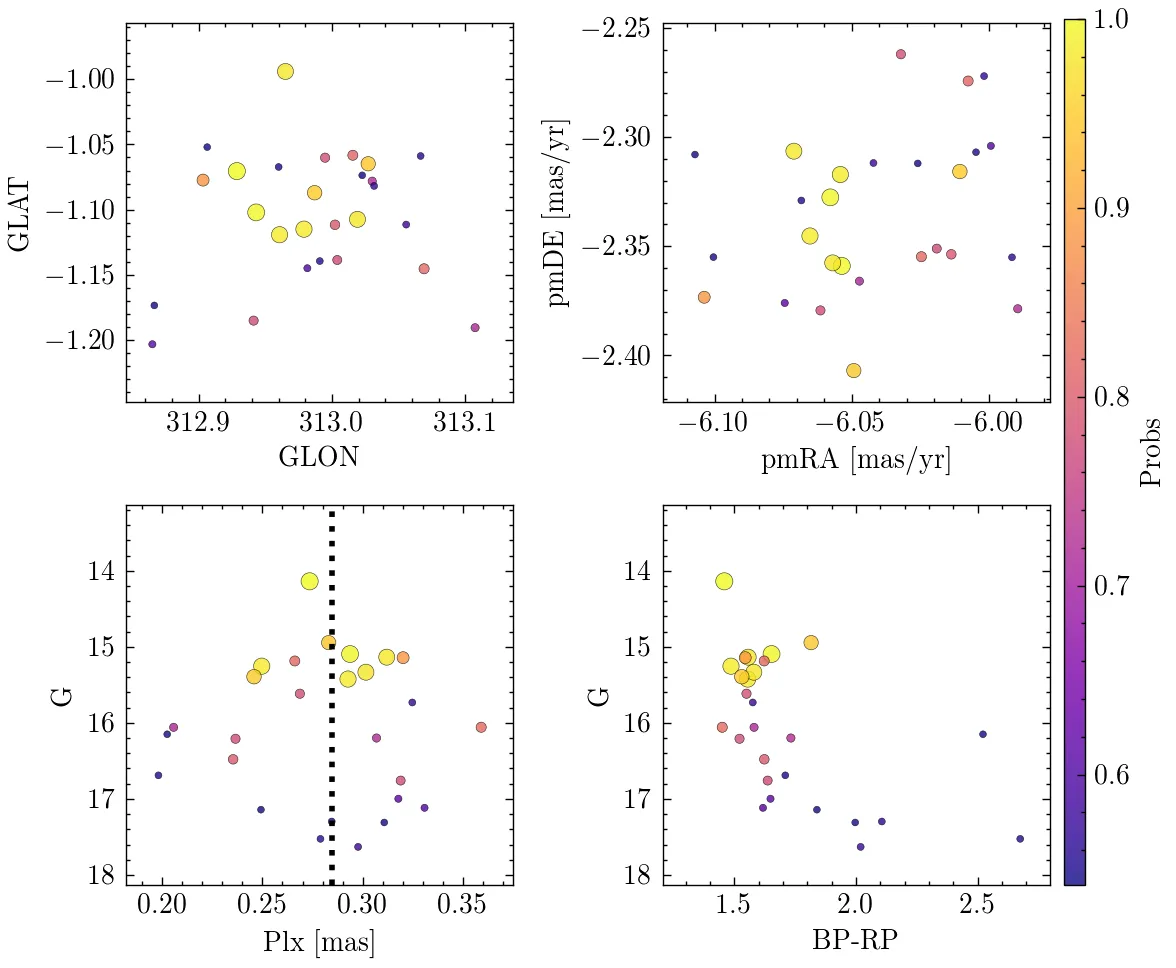 −1.00
−1.05
−1.10
−1.15
−1.20
GLAT
312.9 313.0 313.1
GLON
−2.25
−2.30
−2.35
−2.40
pmDE [mas/yr]
−6.10 −6.05 −6.00
pmRA [mas/yr]
14
15
16
17
18
G
0.20 0.25 0.30 0.35
Plx [mas]
14
15
16
17
18
G
1.5 2.0 2.5
BP-RP
1.0
0.9
0.8
0.7
0.6
Probs